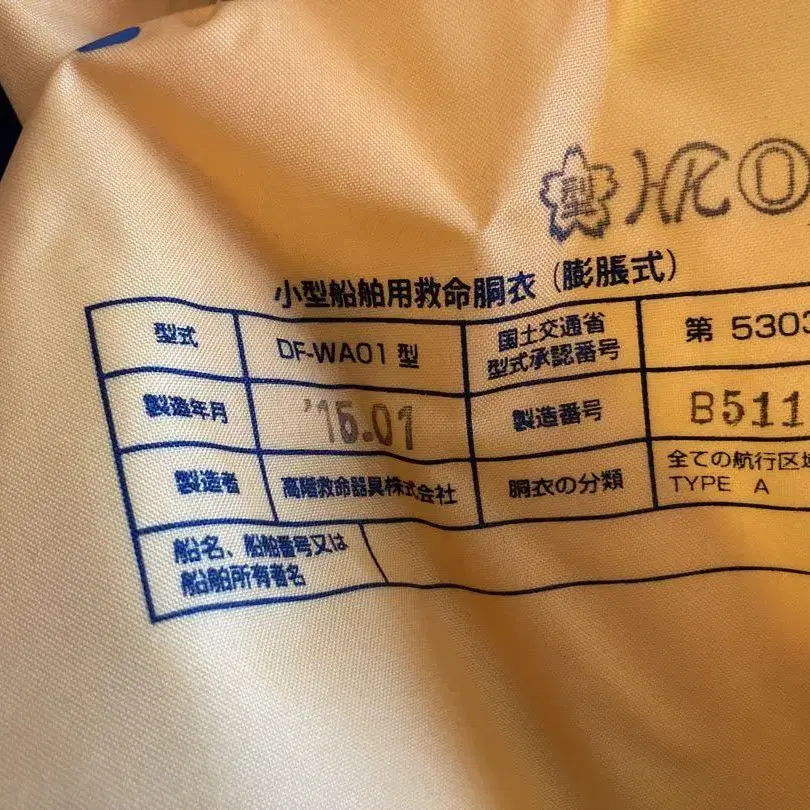 型 HK 0
小型船舶用救命胴衣（膨脹式）
型式 DF-WA01 型 国土交通省 型式承認番号 第 5303
製造年月 '15.01 製造番号 B511
製造者 高階救命器具株式会社 胴衣の分類 全ての航行区域
TYPE A
船名、船舶番号又は
船舶所有者名